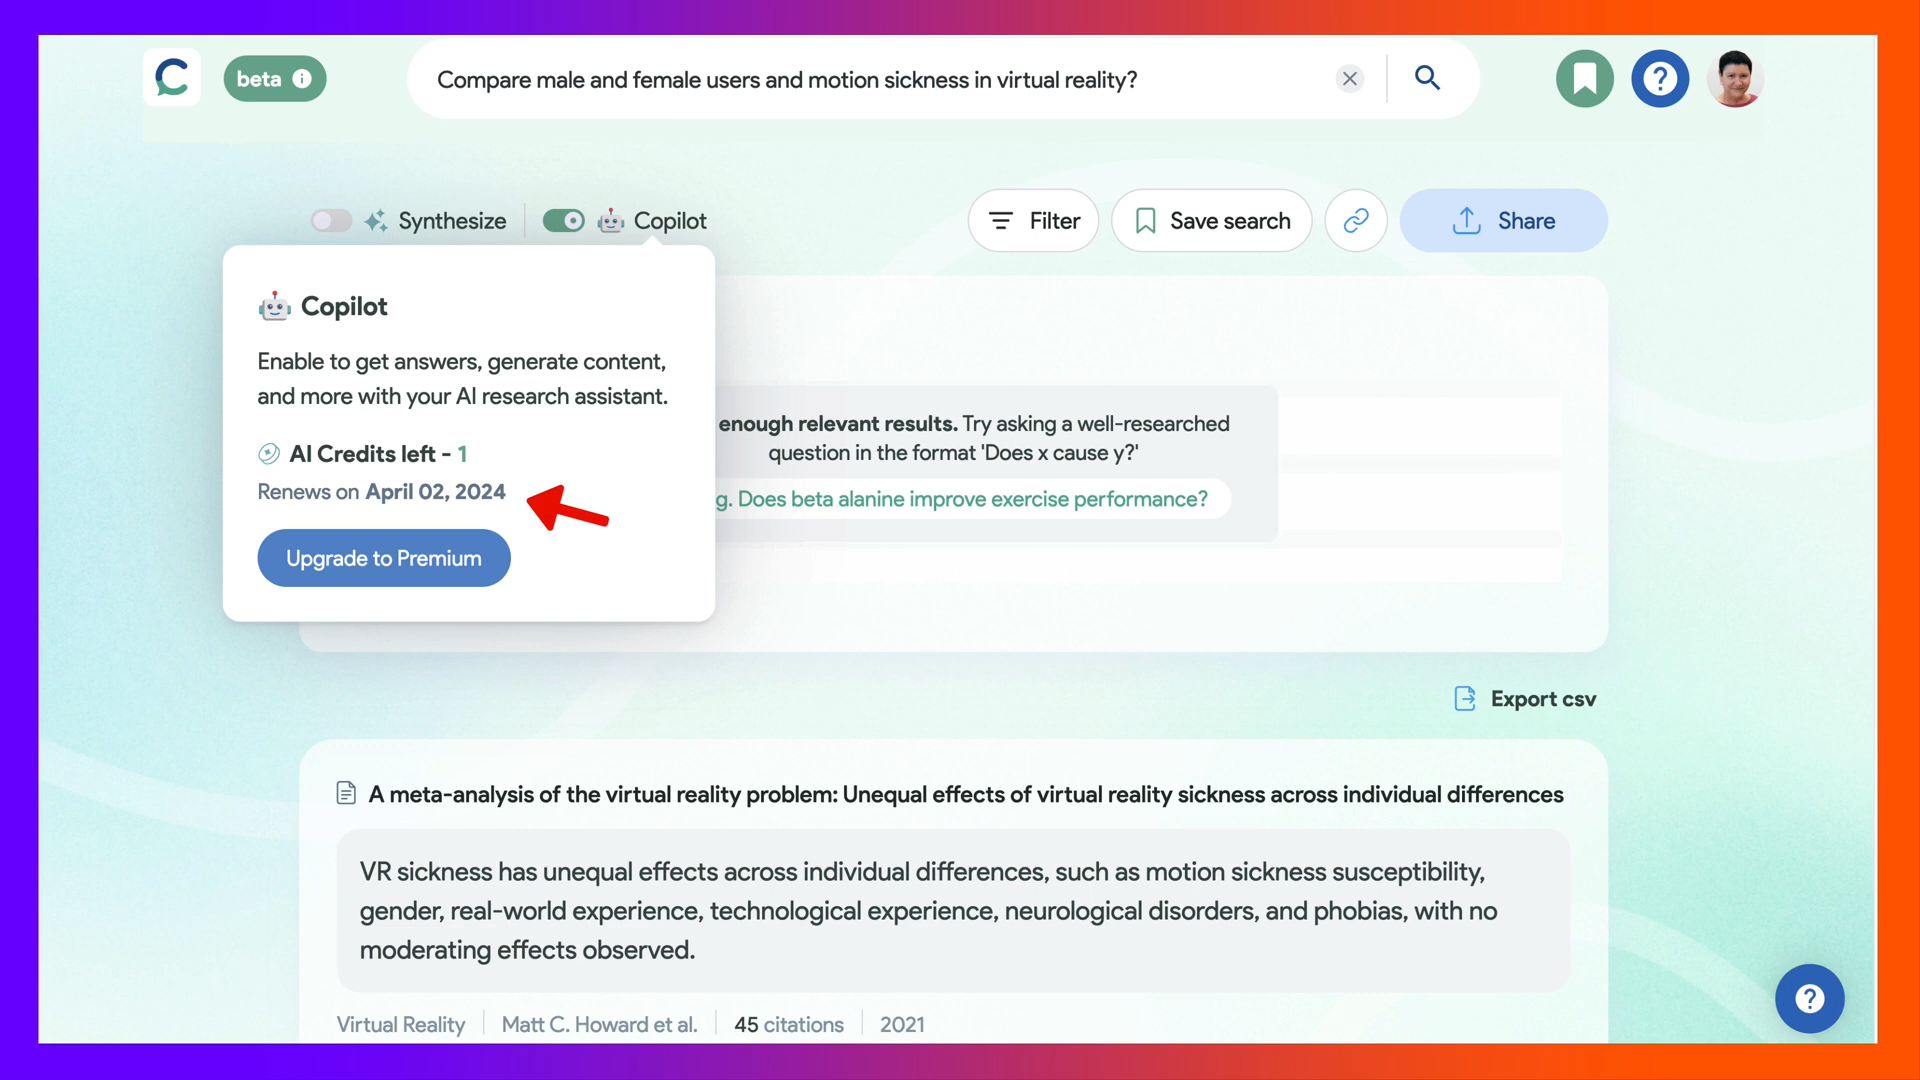 beta
Compare male and female users and motion sickness in virtual reality?
Synthesize
Copilot
Filter
Save search
Share
Copilot
Enable to get answers, generate content,
and more with your AI research assistant.
AI Credits left - 1
Renews on April 02, 2024
Upgrade to Premium
enough relevant results. Try asking a well-researched
question in the format 'Does x cause y?'
g. Does beta alanine improve exercise performance?
Export csv
A meta-analysis of the virtual reality problem: Unequal effects of virtual reality sickness across individual differences
VR sickness has unequal effects across individual differences, such as motion sickness susceptibility,
gender, real-world experience, technological experience, neurological disorders, and phobias, with no
moderating effects observed.
Virtual Reality
Matt C. Howard et al.
45 citations
2021